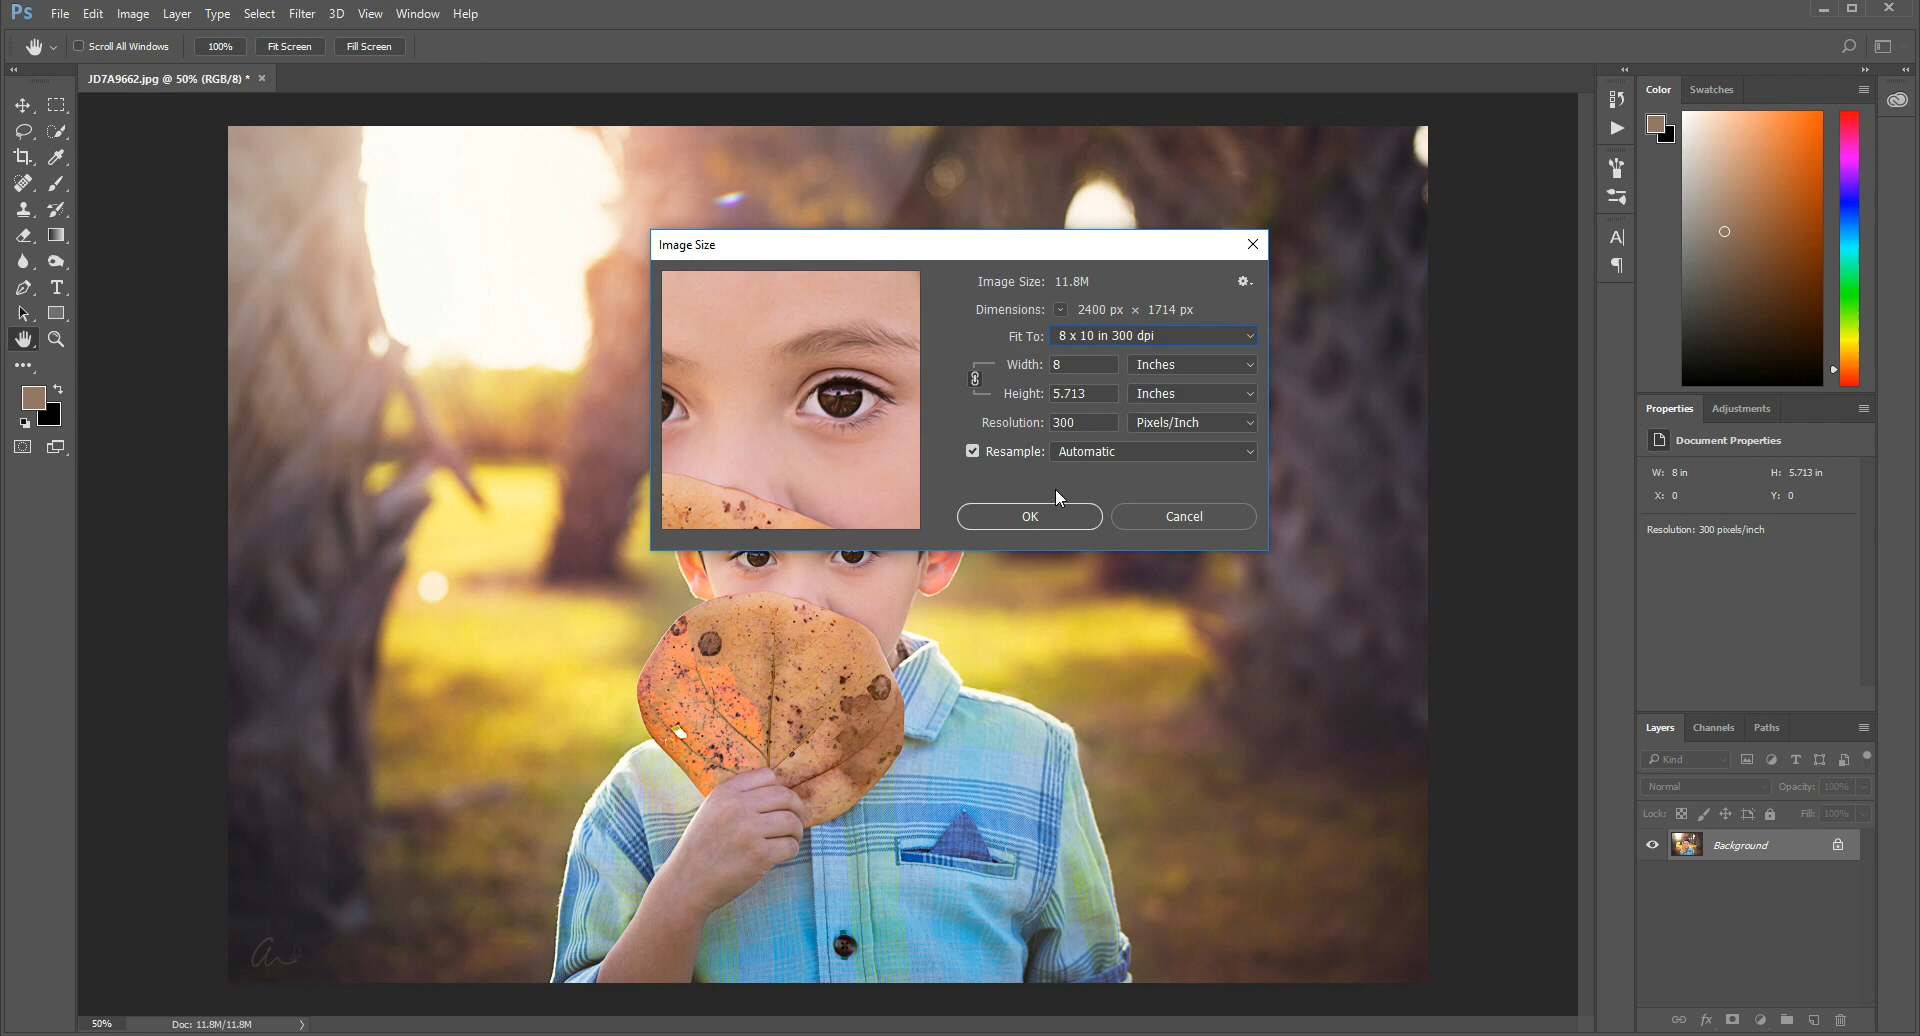 Ps File Edit Image Layer Type Select Filter 3D View Window Help
Scroll All Windows 100% Fit Screen Fill Screen
JD7A9662.jpg @ 50% (RGB/8) *
Image Size
Image Size: 11.8M
Dimensions: 2400 px × 1714 px
Fit To: 8 x 10 in 300 dpi
Width: 8 Inches
Height: 5.713 Inches
Resolution: 300 Pixels/Inch
Resample: Automatic
OK Cancel
Color Swatches
Properties Adjustments
Document Properties
W: 8 in H: 5.713 in
X: 0 Y: 0
Resolution: 300 pixels/inch
Layers Channels Paths
Kind
Normal Opacity: 100%
Lock: Fill: 100%
Background
fx
50% Doc: 11.8M/11.8M